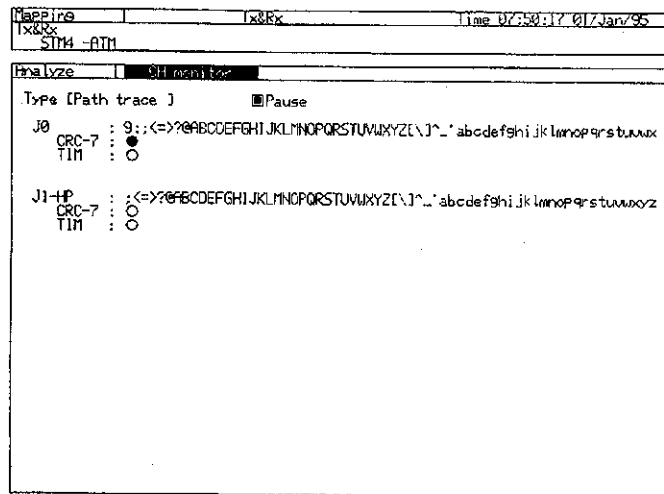 Mapping Tx&Rx Time 07:50:17 01/Jan/95
Tx&Rx
STM4 -ATM
Analyze OH monitor
Type [Path trace ] Pause
J0 : 9:;<=>?@ABCDEFGHIJKLMNOPQRSTUVWXYZ[\]^_`abcdefghijklmnopqrstuvwx
CRC-7 :
TIM :
J1-HP : ;<=>?@ABCDEFGHIJKLMNOPQRSTUVWXYZ[\]^_`abcdefghijklmnopqrstuvwxyz
CRC-7 :
TIM :